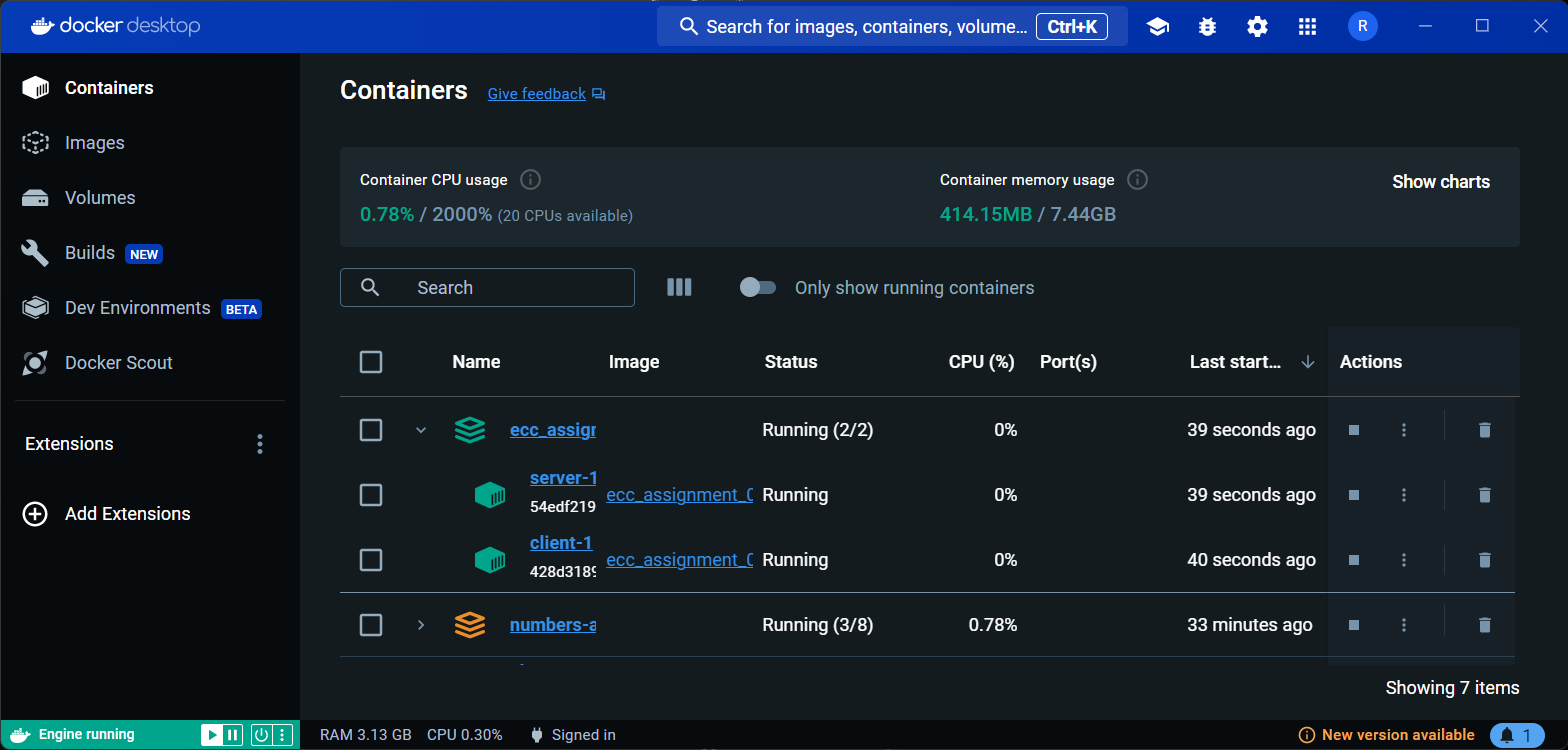 docker desktop
Search for images, containers, volume... Ctrl+K
R
Containers
Images
Volumes
Builds NEW
Dev Environments BETA
Docker Scout
Extensions
Add Extensions
Containers Give feedback
Container CPU usage
0.78% / 2000% (20 CPUs available)
Container memory usage
414.15MB / 7.44GB
Show charts
Search
Only show running containers
Name Image Status CPU (%) Port(s) Last start... Actions
ecc_assign Running (2/2) 0% 39 seconds ago
server-1
54edf219 ecc_assignment_0 Running 0% 39 seconds ago
client-1
428d3189 ecc_assignment_0 Running 0% 40 seconds ago
numbers-a Running (3/8) 0.78% 33 minutes ago
Showing 7 items
Engine running
RAM 3.13 GB CPU 0.30% Signed in
New version available 1